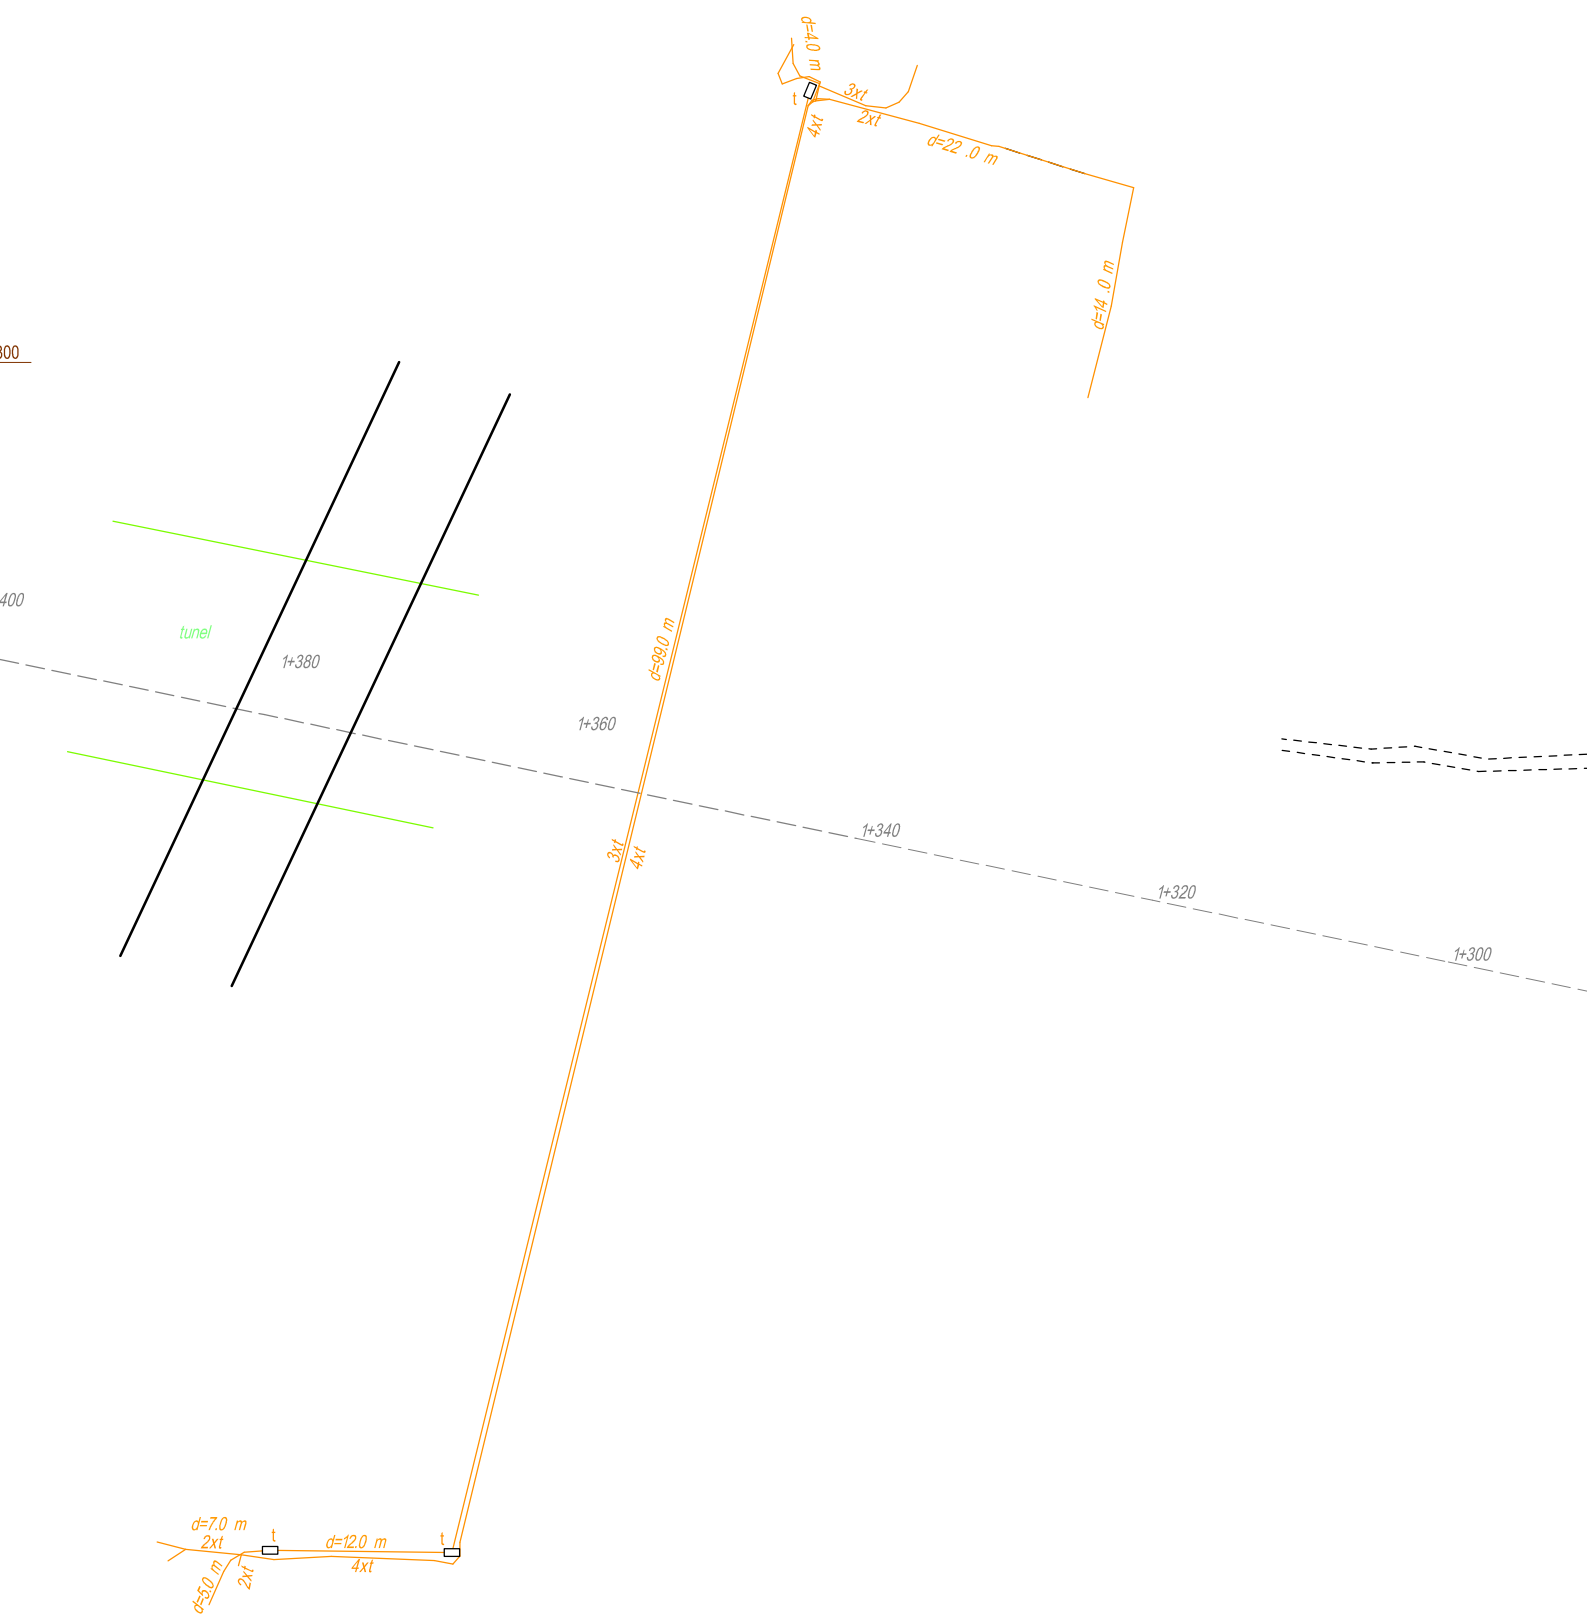 d=4.0 m
3xt
t
2xt
4xt
d=22 .0 m
d=14 .0 m
300
400
tunel
d=99.0 m
1+380
1+360
1+340
3xt
4xt
1+320
1+300
d=7.0 m
2xt
t
d=12.0 m
t
4xt
2xt
d=5.0 m